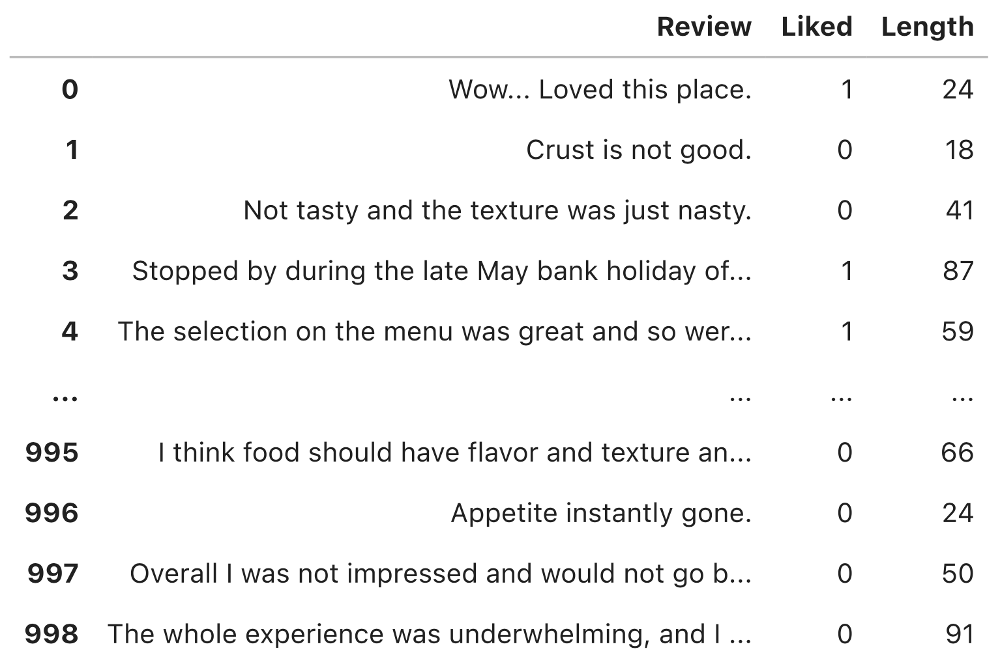 Review Liked Length
0 Wow... Loved this place. 1 24
1 Crust is not good. 0 18
2 Not tasty and the texture was just nasty. 0 41
3 Stopped by during the late May bank holiday of... 1 87
4 The selection on the menu was great and so wer... 1 59
... ... ... ...
995 I think food should have flavor and texture an... 0 66
996 Appetite instantly gone. 0 24
997 Overall I was not impressed and would not go b... 0 50
998 The whole experience was underwhelming, and I ... 0 91